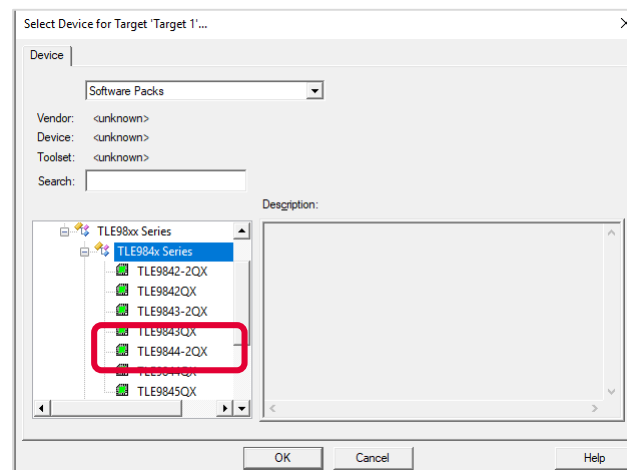 Select Device for Target 'Target 1'...
Device
Software Packs
Vendor: <unknown>
Device: <unknown>
Toolset: <unknown>
Search:
Description:
TLE98xx Series
TLE984x Series
TLE9842-2QX
TLE9842QX
TLE9843-2QX
TLE9843QX
TLE9844-2QX
TLE9844QX
TLE9845QX
OK Cancel Help